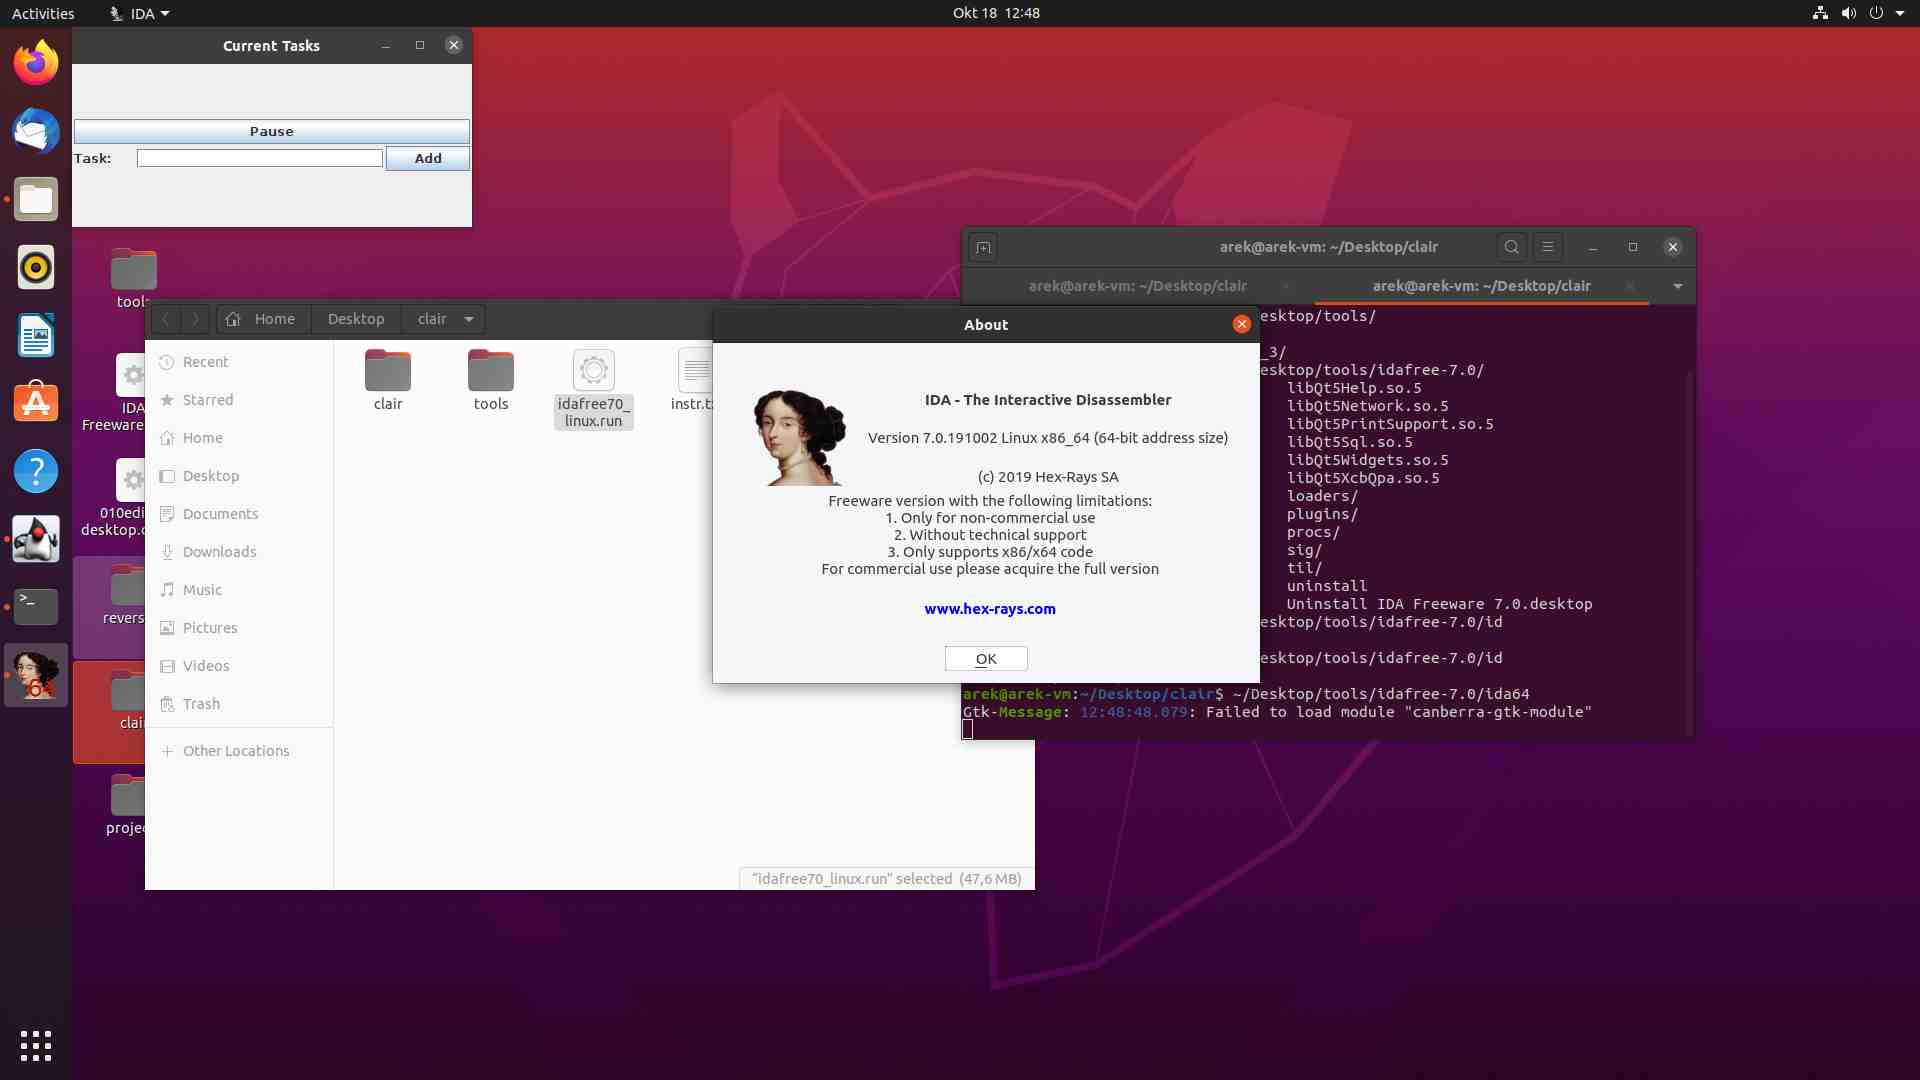 Activities
IDA
Okt 18 12:48
Current Tasks
Pause
Task:
Add
tools
IDA
Freeware
010edi
desktop.
revers
clai
projec
Home
Desktop
clair
Recent
Starred
Home
Desktop
Documents
Downloads
Music
Pictures
Videos
Trash
Other Locations
clair
tools
idafree70_
linux.run
instr.t
"idafree70_linux.run" selected (47,6 MB)
About
IDA - The Interactive Disassembler
Version 7.0.191002 Linux x86_64 (64-bit address size)
(c) 2019 Hex-Rays SA
Freeware version with the following limitations:
1. Only for non-commercial use
2. Without technical support
3. Only supports x86/x64 code
For commercial use please acquire the full version
www.hex-rays.com
OK
arek@arek-vm: ~/Desktop/clair
arek@arek-vm: ~/Desktop/clair
arek@arek-vm: ~/Desktop/clair
esktop/tools/
_3/
esktop/tools/idafree-7.0/
libQt5Help.so.5
libQt5Network.so.5
libQt5PrintSupport.so.5
libQt5Sql.so.5
libQt5Widgets.so.5
libQt5XcbQpa.so.5
loaders/
plugins/
procs/
sig/
til/
uninstall
Uninstall IDA Freeware 7.0.desktop
esktop/tools/idafree-7.0/id
esktop/tools/idafree-7.0/id
arek@arek-vm:~/Desktop/clair$ ~/Desktop/tools/idafree-7.0/ida64
Gtk-Message: 12:48:48.079: Failed to load module "canberra-gtk-module"
64